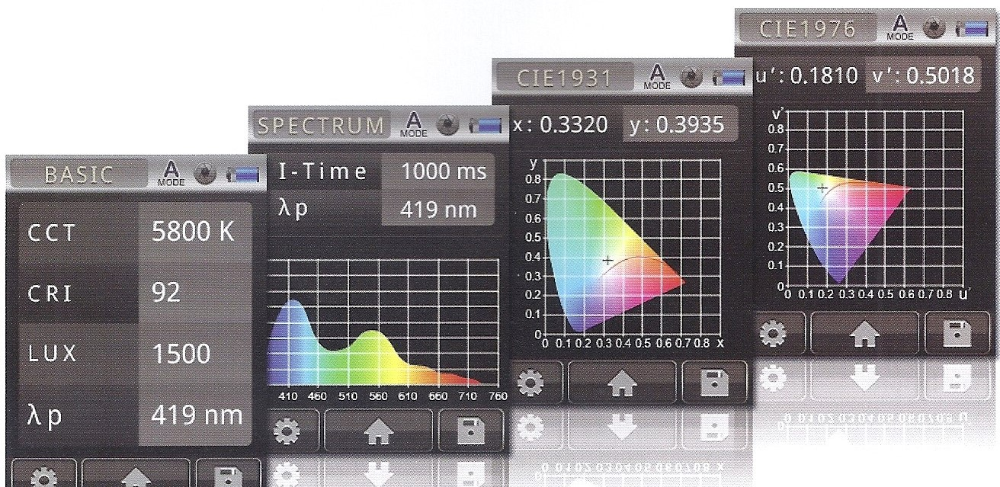 BASIC
A
MODE
CCT 5800 K
CRI 92
LUX 1500
λp 419 nm
SPECTRUM
A
MODE
I-Time 1000 ms
λp 419 nm
410 460 510 560 610 660 710 760
CIE1931
A
MODE
x: 0.3320 y: 0.3935
y
0.8
0.7
0.6
0.5
0.4
0.3
0.2
0.1
0
0 0.1 0.2 0.3 0.4 0.5 0.6 0.7 0.8 x
CIE1976
A
MODE
u′: 0.1810 v′: 0.5018
v′
0.8
0.7
0.6
0.5
0.4
0.3
0.2
0.1
0
0 0.1 0.2 0.3 0.4 0.5 0.6 0.7 0.8 u′